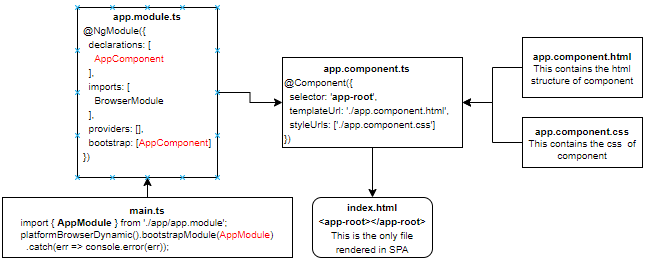 app.module.ts
@NgModule({
declarations: [
AppComponent
],
imports: [
BrowserModule
],
providers: [],
bootstrap: [AppComponent]
})
app.component.ts
@Component({
selector: 'app-root',
templateUrl: './app.component.html',
styleUrls: ['./app.component.css']
})
app.component.html
This contains the html
structure of component
app.component.css
This contains the css of
component
main.ts
import { AppModule } from './app/app.module';
platformBrowserDynamic().bootstrapModule(AppModule)
.catch(err => console.error(err));
index.html
<app-root></app-root>
This is the only file
rendered in SPA